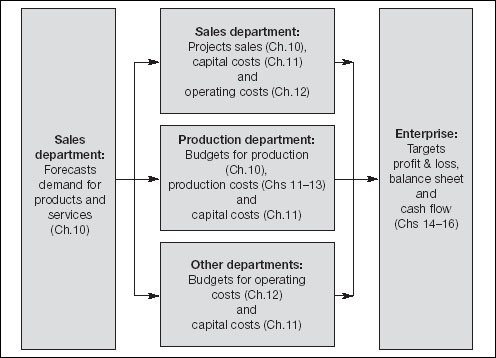 Sales
department:
Forecasts
demand for
products and
services
(Ch.10)
Sales department:
Projects sales (Ch.10),
capital costs (Ch.11)
and
operating costs (Ch.12)
Production department:
Budgets for production
(Ch.10),
production costs (Chs 11–13)
and
capital costs (Ch.11)
Other departments:
Budgets for operating
costs (Ch.12)
and
capital costs (Ch.11)
Enterprise:
Targets
profit & loss,
balance sheet
and
cash flow
(Chs 14–16)